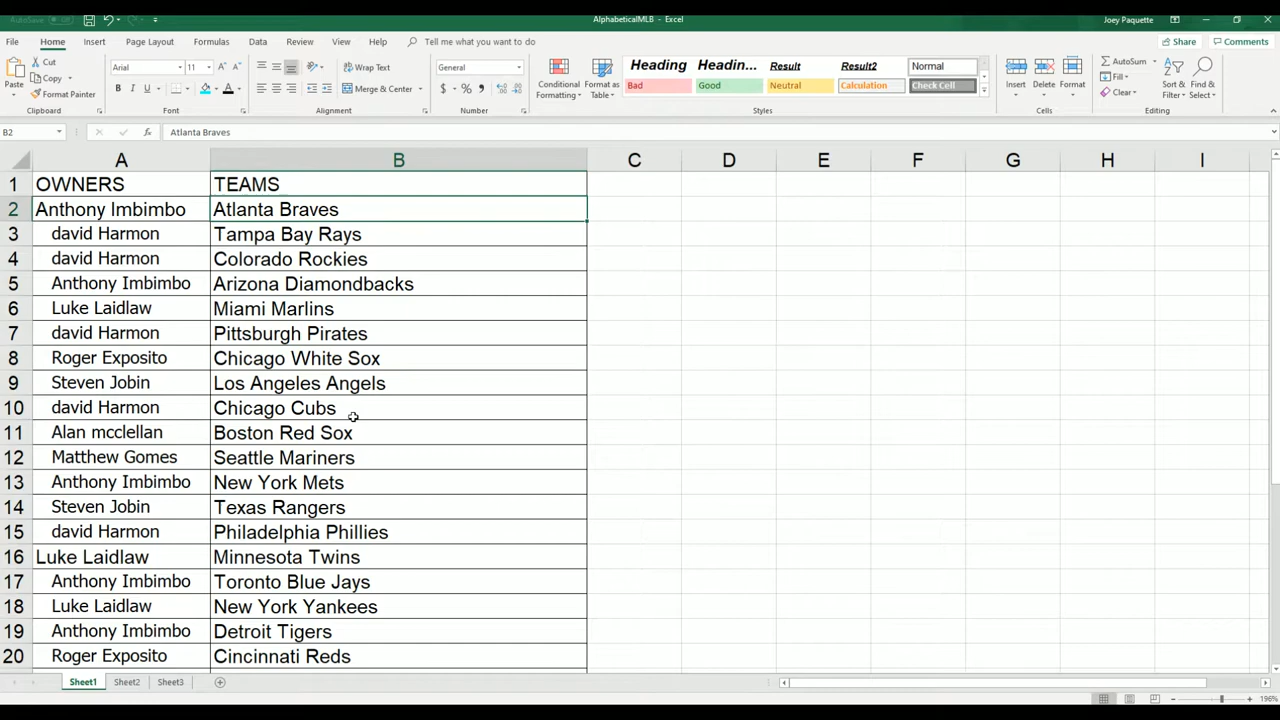 AutoSave Off AlphabeticalMLB - Excel Joey Paquette
File Home Insert Page Layout Formulas Data Review View Help Tell me what you want to do Share Comments
Paste Cut Copy Format Painter Clipboard
Arial 11 B I U A Font
Wrap Text Merge & Center Alignment
General $ % Number
Conditional Formatting Format as Table
Heading Headin... Result Result2 Normal
Bad Good Neutral Calculation Check Cell
Styles
Insert Delete Format Cells
AutoSum Fill Clear Sort & Filter Find & Select Editing
B2 fx Atlanta Braves
A B C D E F G H I
1 OWNERS TEAMS
2 Anthony Imbimbo Atlanta Braves
3 david Harmon Tampa Bay Rays
4 david Harmon Colorado Rockies
5 Anthony Imbimbo Arizona Diamondbacks
6 Luke Laidlaw Miami Marlins
7 david Harmon Pittsburgh Pirates
8 Roger Exposito Chicago White Sox
9 Steven Jobin Los Angeles Angels
10 david Harmon Chicago Cubs
11 Alan mcclellan Boston Red Sox
12 Matthew Gomes Seattle Mariners
13 Anthony Imbimbo New York Mets
14 Steven Jobin Texas Rangers
15 david Harmon Philadelphia Phillies
16 Luke Laidlaw Minnesota Twins
17 Anthony Imbimbo Toronto Blue Jays
18 Luke Laidlaw New York Yankees
19 Anthony Imbimbo Detroit Tigers
20 Roger Exposito Cincinnati Reds
Sheet1 Sheet2 Sheet3
196%